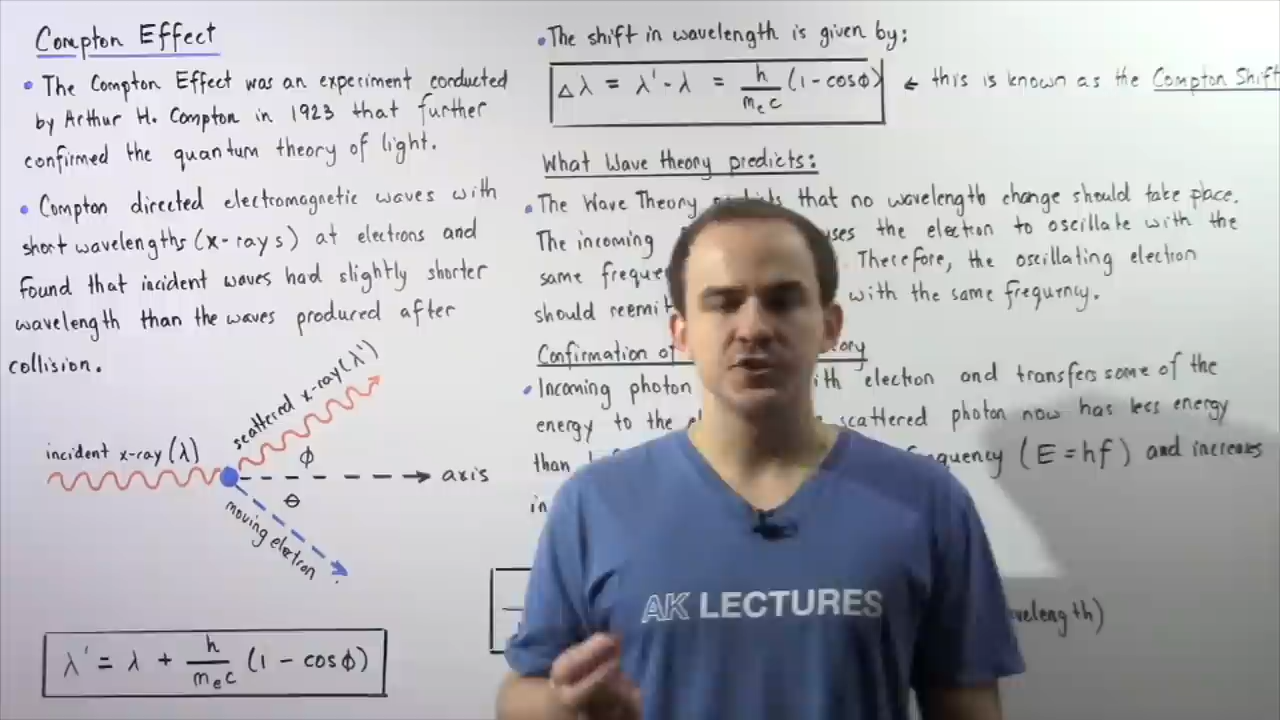 Compton Effect
• The Compton Effect was an experiment conducted
by Arthur H. Compton in 1923 that further
confirmed the quantum theory of light.
• Compton directed electromagnetic waves with
short wavelengths (x-rays) at electrons and
found that incident waves had slightly shorter
wavelength than the waves produced after
collision.
incident x-ray (λ)
scattered x-ray (λ')
ϕ
axis
θ
moving electron
λ' = λ + h/mₑc (1 - cosϕ)
• The shift in wavelength is given by:
Δλ = λ' - λ = h/mₑc (1 - cosϕ) ← this is known as the Compton Shift
What Wave theory predicts:
• The Wave Theory that no wavelength change should take place.
The incoming the electron to oscillate with the
same Therefore, the oscillating electron
should reemit with the same frequency.
Confirmation of
• Incoming photon with electron and transfers some of the
energy to the scattered photon now has less energy
than (E = hf) and increases
in
AK LECTURES